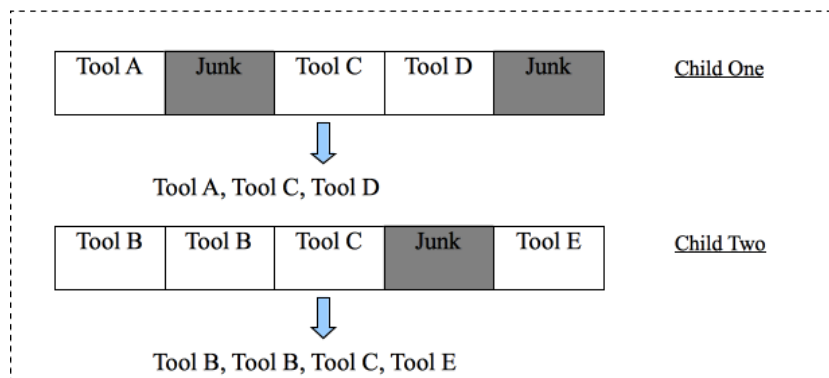 Tool A Junk Tool C Tool D Junk Child One
Tool A, Tool C, Tool D
Tool B Tool B Tool C Junk Tool E Child Two
Tool B, Tool B, Tool C, Tool E